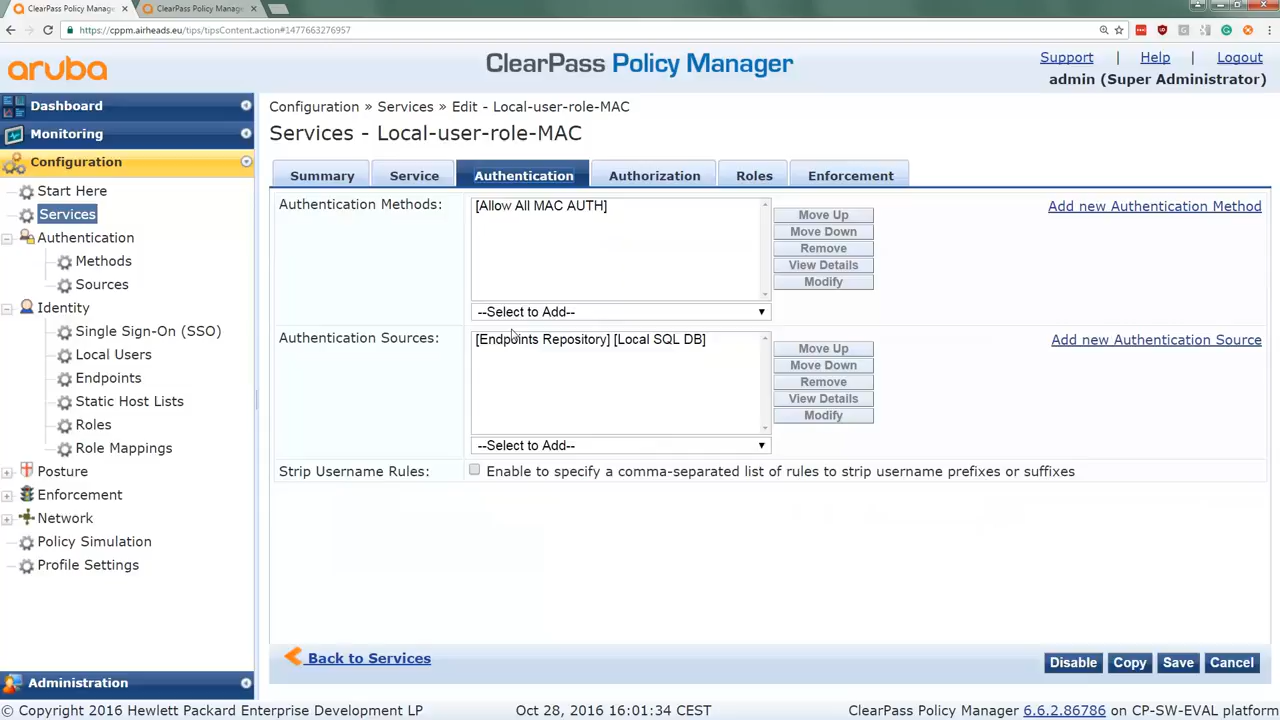 ClearPass Policy Manage ×
ClearPass Policy Manage ×
https://cppm.airheads.eu/tips/tipsContent.action#1477663276957
aruba
ClearPass Policy Manager
Support | Help | Logout
admin (Super Administrator)
Dashboard
Monitoring
Configuration
Start Here
Services
Authentication
Methods
Sources
Identity
Single Sign-On (SSO)
Local Users
Endpoints
Static Host Lists
Roles
Role Mappings
Posture
Enforcement
Network
Policy Simulation
Profile Settings
Administration
Configuration » Services » Edit - Local-user-role-MAC
Services - Local-user-role-MAC
Summary Service Authentication Authorization Roles Enforcement
Authentication Methods:
[Allow All MAC AUTH]
Move Up
Move Down
Remove
View Details
Modify
Add new Authentication Method
--Select to Add--
Authentication Sources:
[Endpoints Repository] [Local SQL DB]
Move Up
Move Down
Remove
View Details
Modify
Add new Authentication Source
--Select to Add--
Strip Username Rules: Enable to specify a comma-separated list of rules to strip username prefixes or suffixes
Back to Services
Disable Copy Save Cancel
© Copyright 2016 Hewlett Packard Enterprise Development LP Oct 28, 2016 16:01:34 CEST ClearPass Policy Manager 6.6.2.86786 on CP-SW-EVAL platform